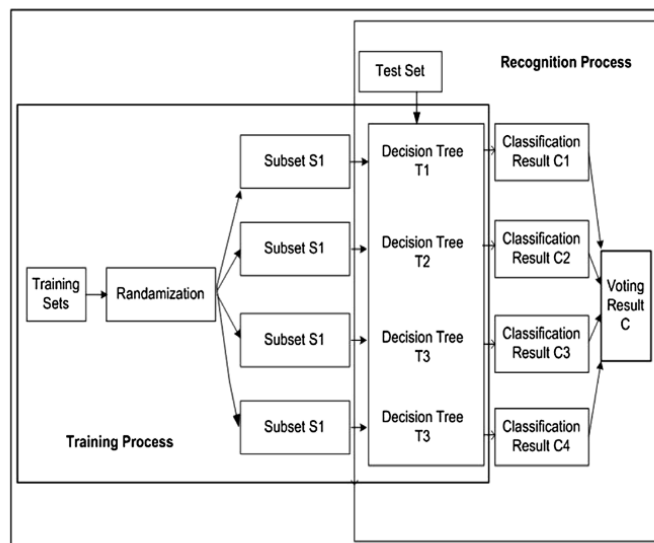 Recognition Process
Test Set
Subset S1
Decision Tree
T1
Classification
Result C1
Subset S1
Decision Tree
T2
Classification
Result C2
Training
Sets
Randamization
Voting
Result
C
Subset S1
Decision Tree
T3
Classification
Result C3
Subset S1
Decision Tree
T3
Classification
Result C4
Training Process